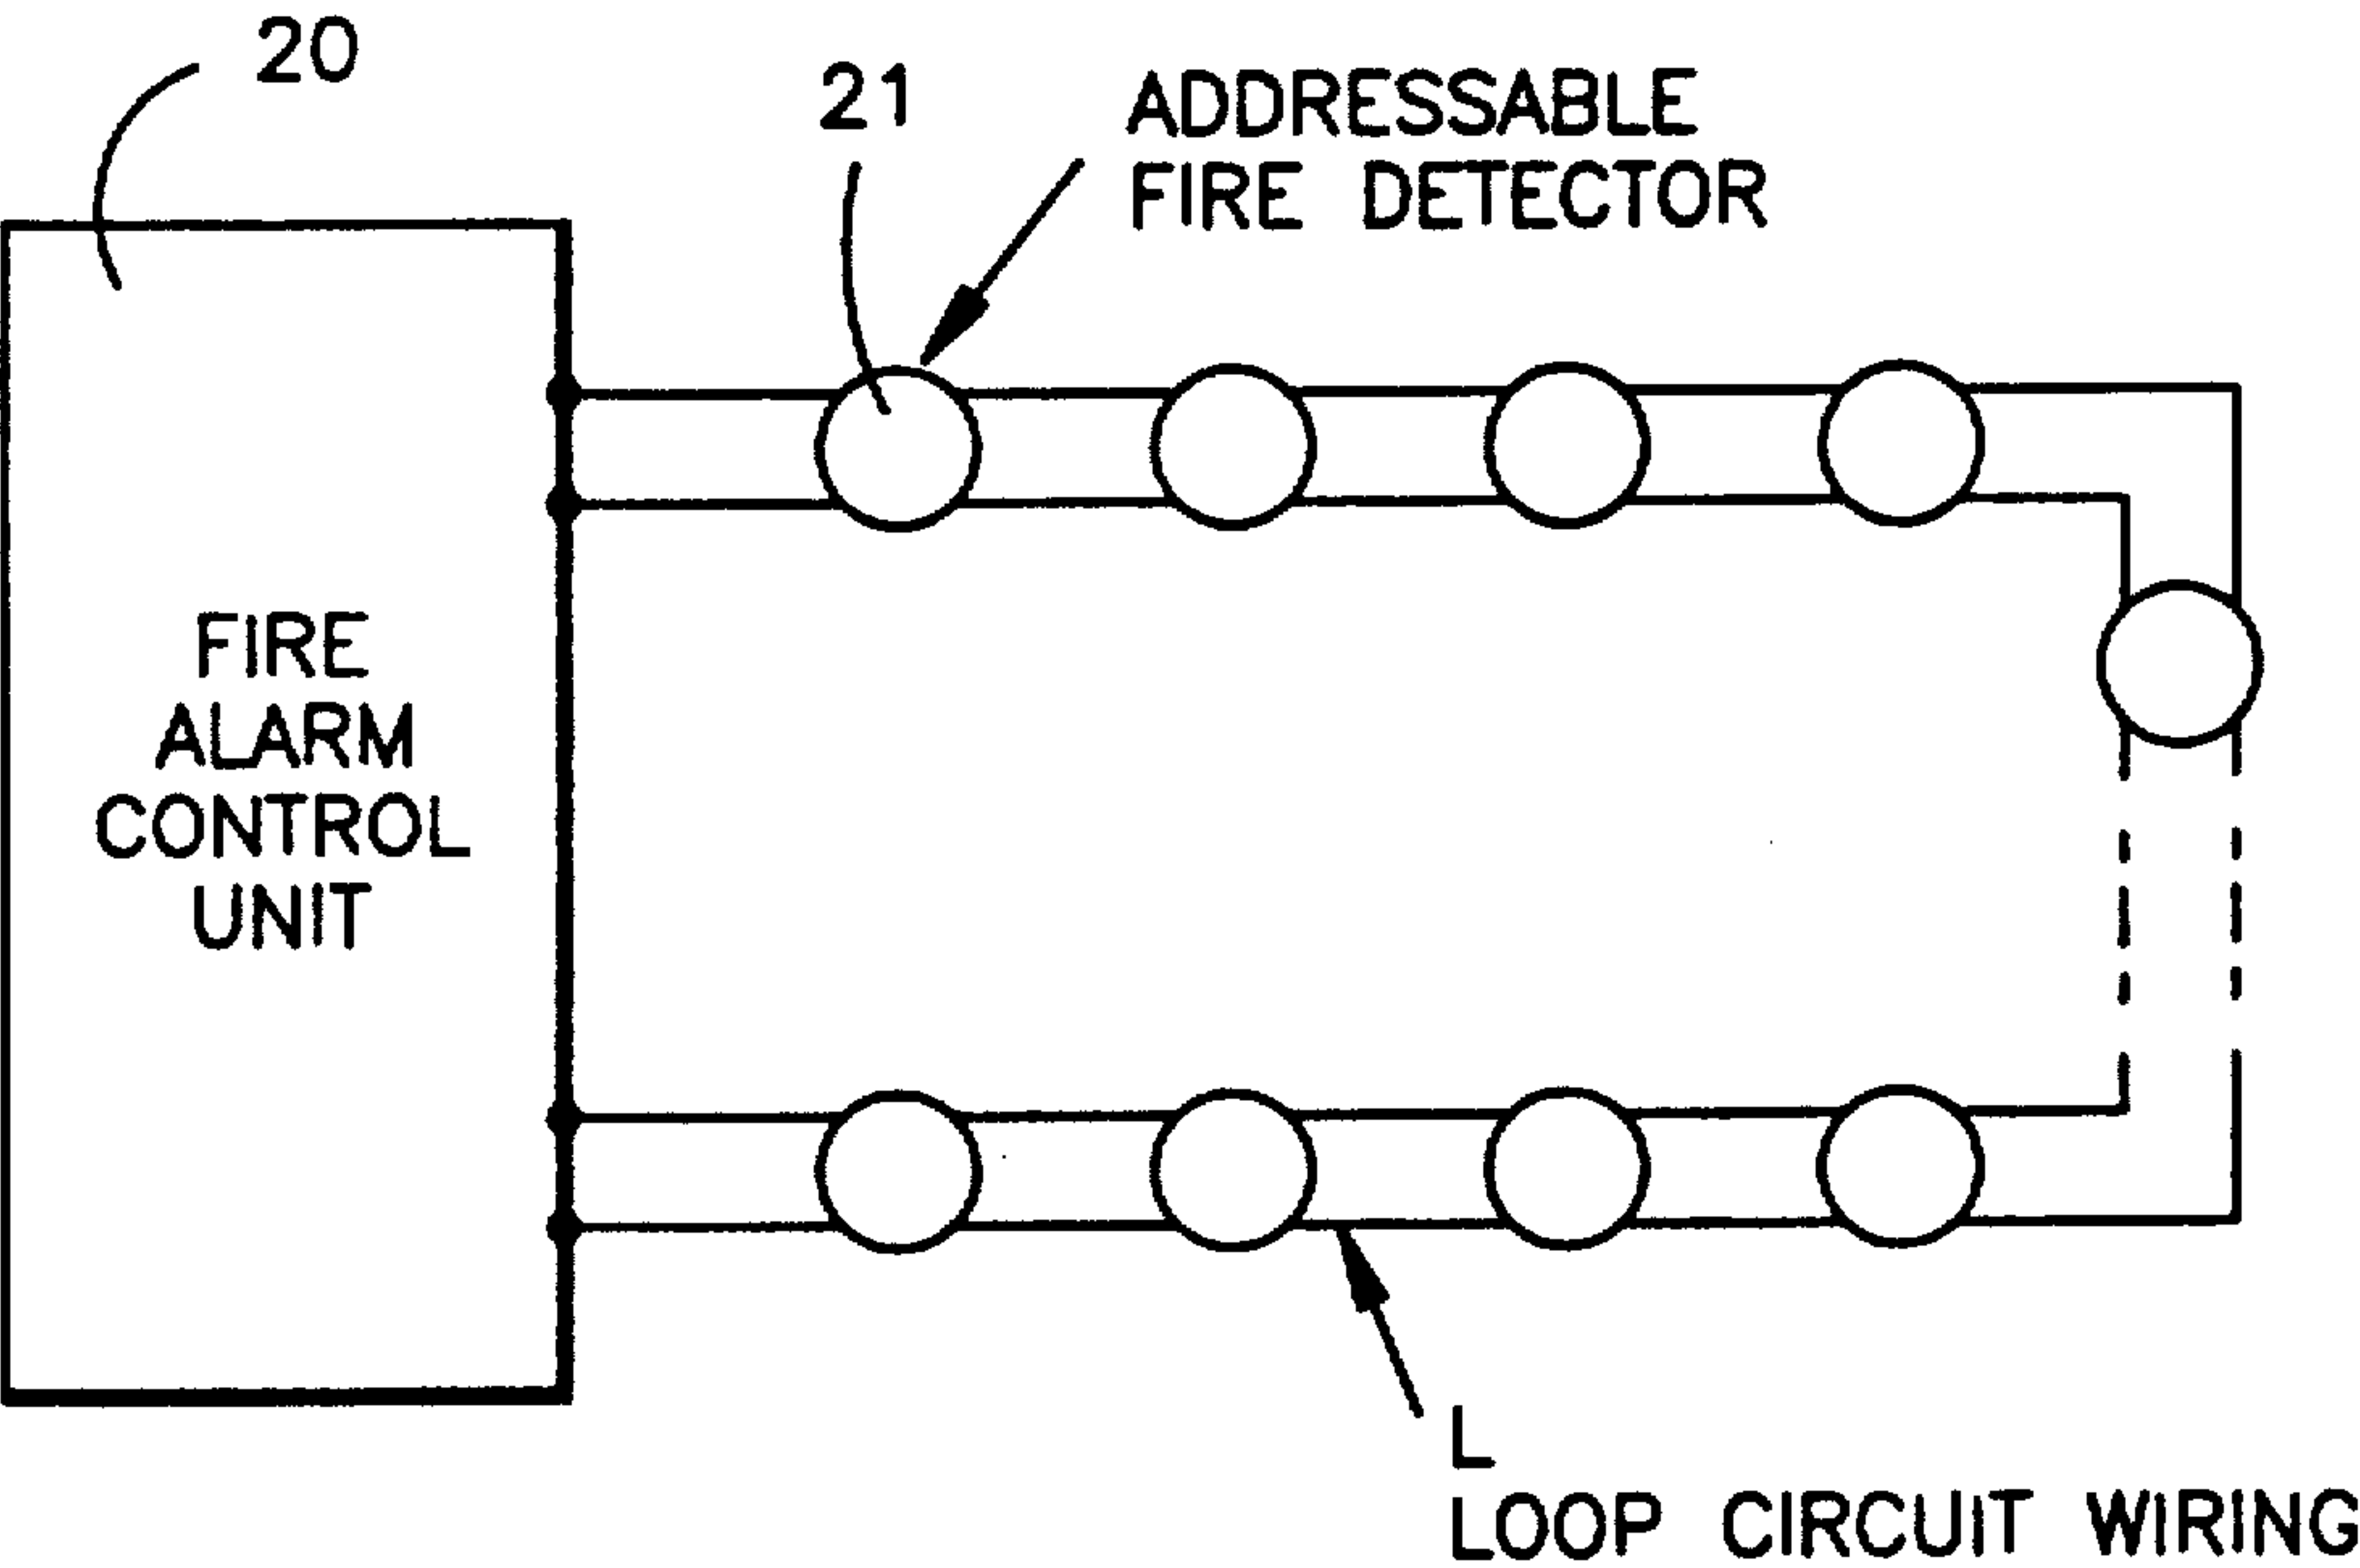 20
21
ADDRESSABLE
FIRE DETECTOR
FIRE
ALARM
CONTROL
UNIT
L
LOOP CIRCUIT WIRING